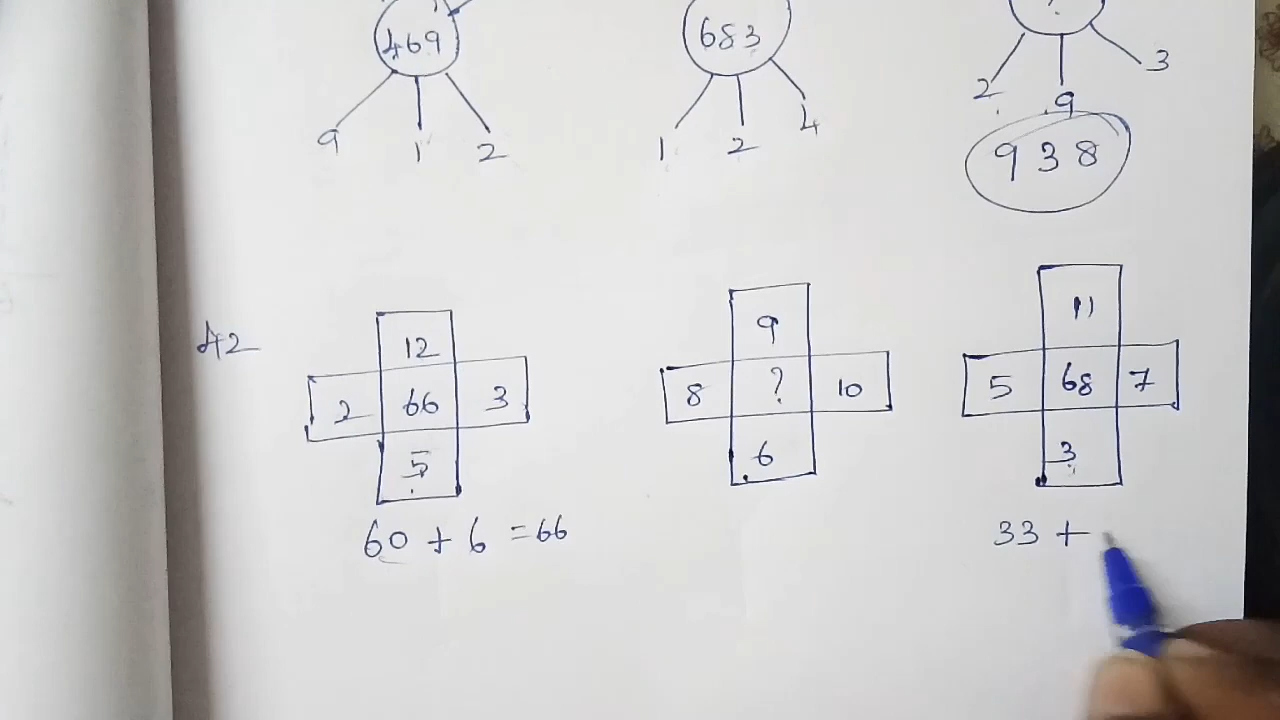 469 683 ?
9 1 2 1 2 4 2 9 3
938
42
12 9 11
2 66 3 8 ? 10 5 68 7
5 6 3
60 + 6 = 66 33 +